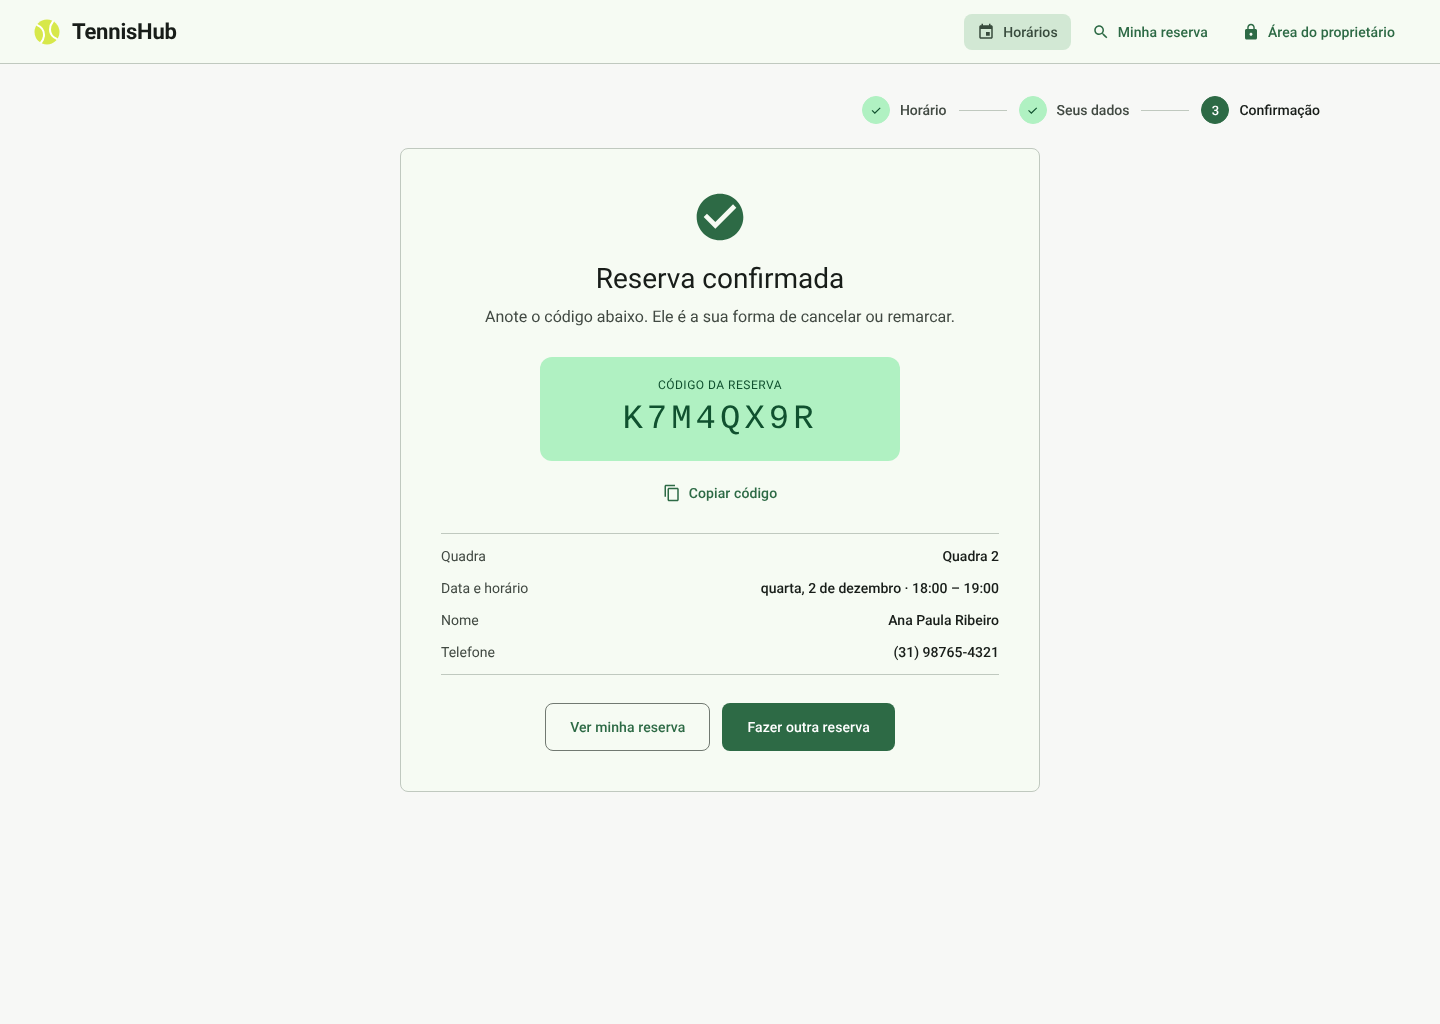 TennisHub
Horários
Minha reserva
Área do proprietário
Horário
Seus dados
3 Confirmação
Reserva confirmada
Anote o código abaixo. Ele é a sua forma de cancelar ou remarcar.
CÓDIGO DA RESERVA
K7M4QX9R
Copiar código
Quadra Quadra 2
Data e horário quarta, 2 de dezembro · 18:00 – 19:00
Nome Ana Paula Ribeiro
Telefone (31) 98765-4321
Ver minha reserva
Fazer outra reserva